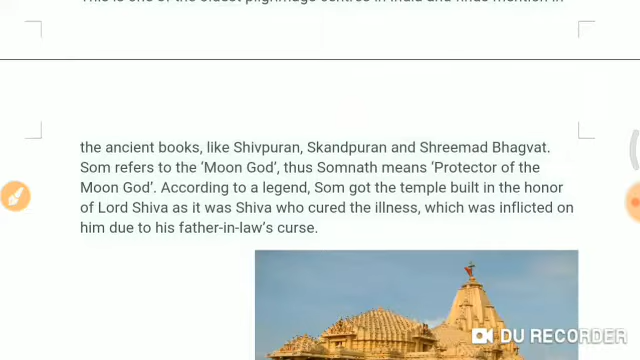 the ancient books, like Shivpuran, Skandpuran and Shreemad Bhagvat.
Som refers to the ‘Moon God’, thus Somnath means ‘Protector of the
Moon God’. According to a legend, Som got the temple built in the honor
of Lord Shiva as it was Shiva who cured the illness, which was inflicted on
him due to his father-in-law’s curse.
DU RECORDER